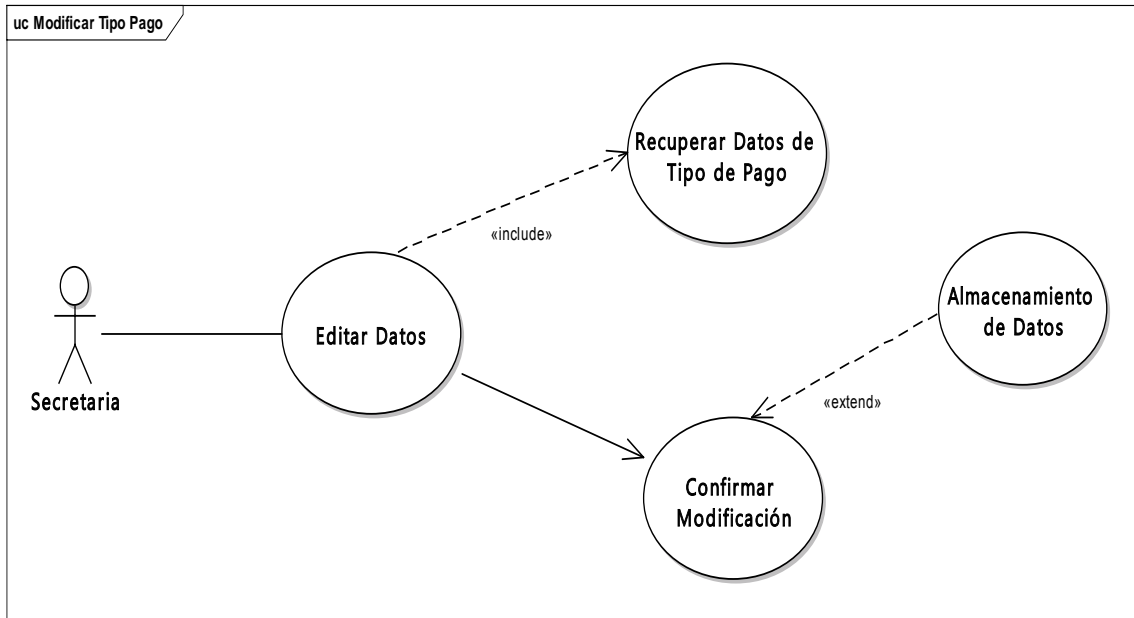 uc Modificar Tipo Pago
Recuperar Datos de
Tipo de Pago
«include»
Almacenamiento
de Datos
Editar Datos
Secretaria
«extend»
Confirmar
Modificación